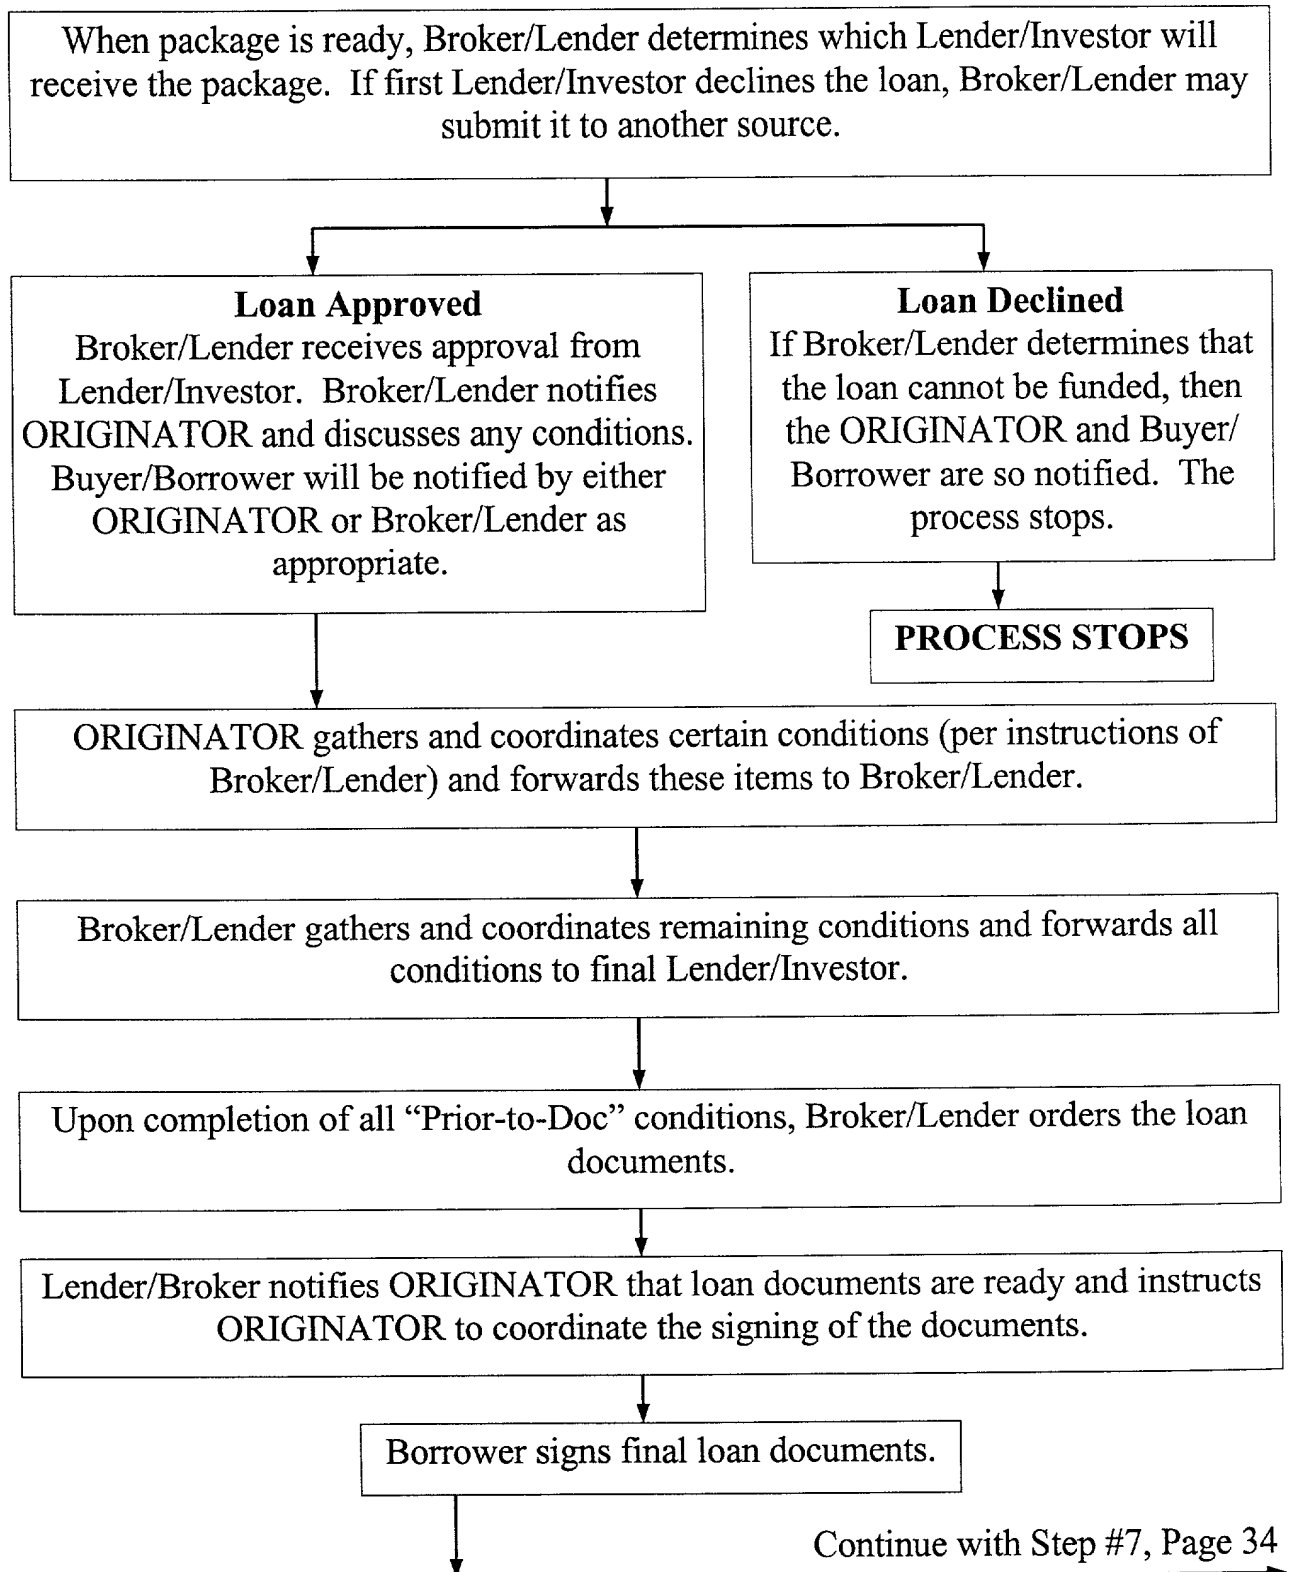 When package is ready, Broker/Lender determines which Lender/Investor will
receive the package.  If first Lender/Investor declines the loan, Broker/Lender may
submit it to another source.
Loan Approved
Broker/Lender receives approval from
Lender/Investor.  Broker/Lender notifies
ORIGINATOR and discusses any conditions.
Buyer/Borrower will be notified by either
ORIGINATOR or Broker/Lender as
appropriate.
Loan Declined
If Broker/Lender determines that
the loan cannot be funded, then
the ORIGINATOR and Buyer/
Borrower are so notified.  The
process stops.
PROCESS STOPS
ORIGINATOR gathers and coordinates certain conditions (per instructions of
Broker/Lender) and forwards these items to Broker/Lender.
Broker/Lender gathers and coordinates remaining conditions and forwards all
conditions to final Lender/Investor.
Upon completion of all “Prior-to-Doc” conditions, Broker/Lender orders the loan
documents.
Lender/Broker notifies ORIGINATOR that loan documents are ready and instructs
ORIGINATOR to coordinate the signing of the documents.
Borrower signs final loan documents.
Continue with Step #7, Page 34